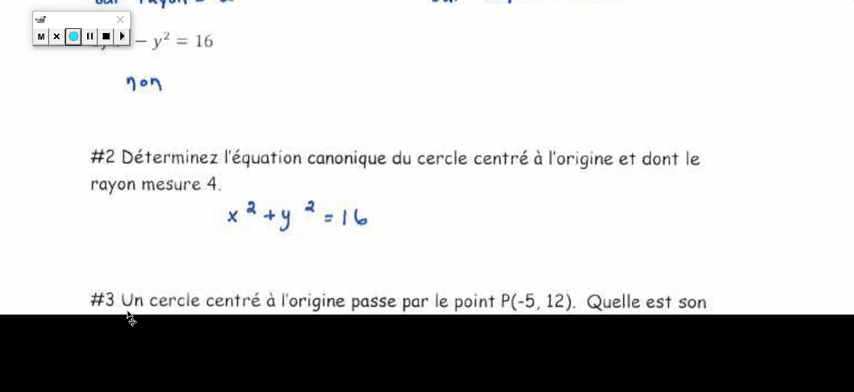 M
− y² = 16
non
#2 Déterminez l'équation canonique du cercle centré à l'origine et dont le
rayon mesure 4.
x² + y² = 16
#3 Un cercle centré à l'origine passe par le point P(-5, 12). Quelle est son